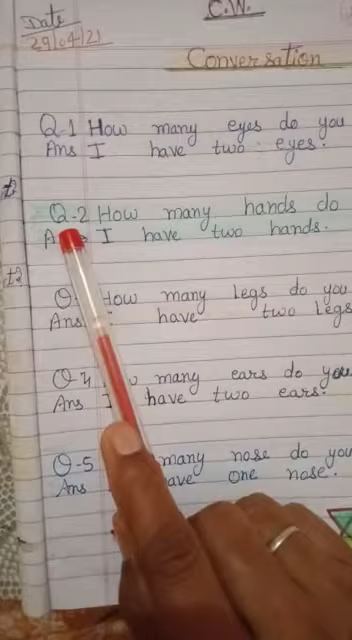 Date
29/04/21
C.W.
Conversation
Q-1 How many eyes do you
Ans I have two eyes.
Q-2 How many hands do
I have two hands.
How many legs do you
Ans have two legs
Q-4 many ears do you
Ans I have two ears.
Q-5 many nose do you
Ans have one nose.